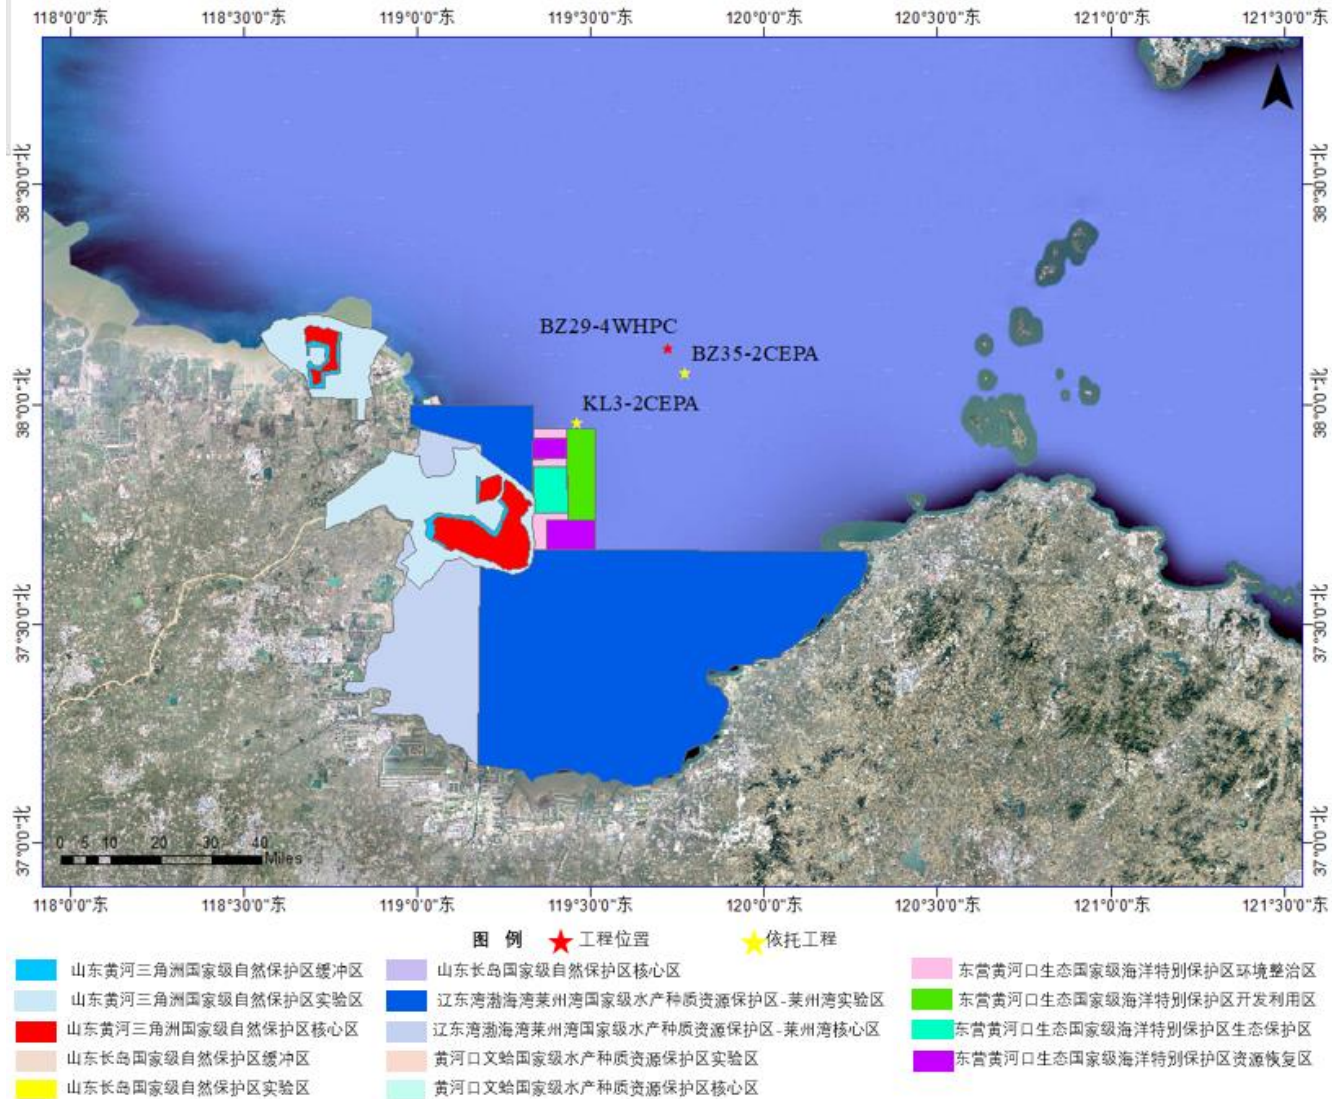 118°0'0"东 118°30'0"东 119°0'0"东 119°30'0"东 120°0'0"东 120°30'0"东 121°0'0"东 121°30'0"东
38°30'0"北 38°30'0"北
BZ29-4WHPC
BZ35-2CEPA
KL3-2CEPA
38°0'0"北 38°0'0"北
37°30'0"北 37°30'0"北
37°0'0"北 37°0'0"北
0 5 10 20 30 40
Miles
118°0'0"东 118°30'0"东 119°0'0"东 119°30'0"东 120°0'0"东 120°30'0"东 121°0'0"东 121°30'0"东
图 例 工程位置 依托工程
山东黄河三角洲国家级自然保护区缓冲区
山东黄河三角洲国家级自然保护区实验区
山东黄河三角洲国家级自然保护区核心区
山东长岛国家级自然保护区缓冲区
山东长岛国家级自然保护区实验区
山东长岛国家级自然保护区核心区
辽东湾渤海湾莱州湾国家级水产种质资源保护区-莱州湾实验区
辽东湾渤海湾莱州湾国家级水产种质资源保护区-莱州湾核心区
黄河口文蛤国家级水产种质资源保护区实验区
黄河口文蛤国家级水产种质资源保护区核心区
东营黄河口生态国家级海洋特别保护区环境整治区
东营黄河口生态国家级海洋特别保护区开发利用区
东营黄河口生态国家级海洋特别保护区生态保护区
东营黄河口生态国家级海洋特别保护区资源恢复区